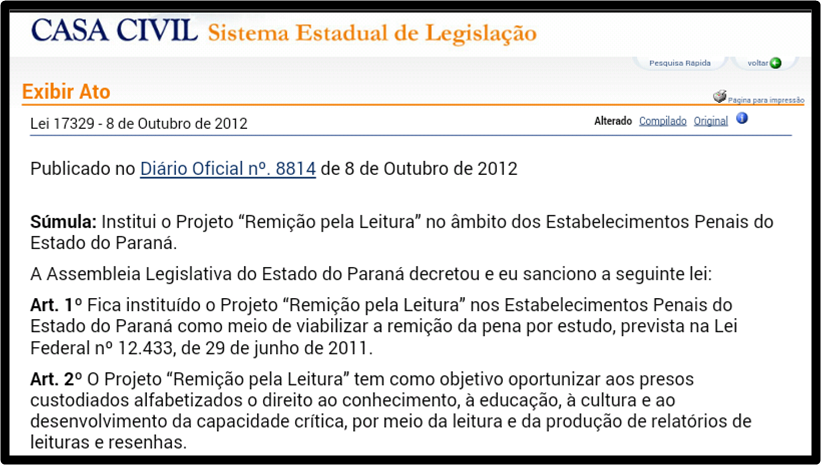 CASA CIVIL Sistema Estadual de Legislação
Pesquisa Rápida voltar
Exibir Ato
Página para impressão
Lei 17329 - 8 de Outubro de 2012 Alterado Compilado Original
Publicado no Diário Oficial nº. 8814 de 8 de Outubro de 2012
Súmula: Institui o Projeto “Remição pela Leitura” no âmbito dos Estabelecimentos Penais do
Estado do Paraná.
A Assembleia Legislativa do Estado do Paraná decretou e eu sanciono a seguinte lei:
Art. 1º Fica instituído o Projeto “Remição pela Leitura” nos Estabelecimentos Penais do
Estado do Paraná como meio de viabilizar a remição da pena por estudo, prevista na Lei
Federal nº 12.433, de 29 de junho de 2011.
Art. 2º O Projeto “Remição pela Leitura” tem como objetivo oportunizar aos presos
custodiados alfabetizados o direito ao conhecimento, à educação, à cultura e ao
desenvolvimento da capacidade crítica, por meio da leitura e da produção de relatórios de
leituras e resenhas.